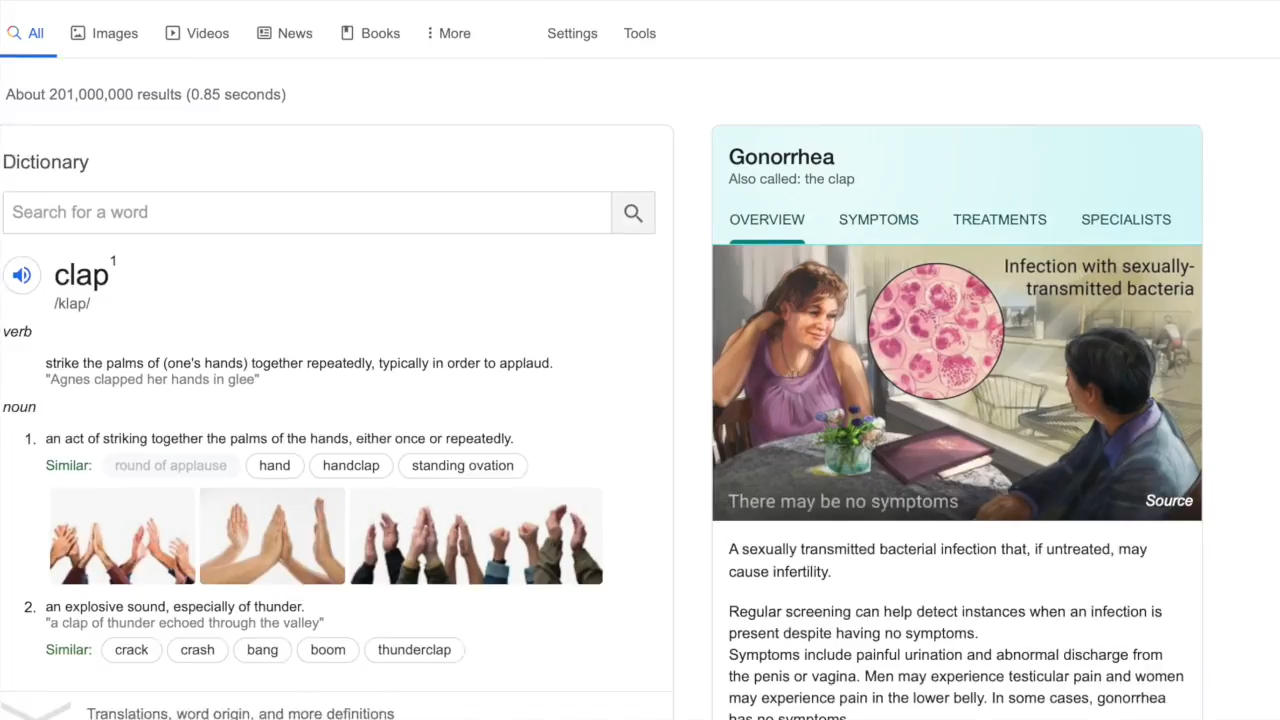 All Images Videos News Books More Settings Tools
About 201,000,000 results (0.85 seconds)
Dictionary
Search for a word
clap1
/klap/
verb
strike the palms of (one's hands) together repeatedly, typically in order to applaud.
"Agnes clapped her hands in glee"
noun
1. an act of striking together the palms of the hands, either once or repeatedly.
Similar: round of applause hand handclap standing ovation
2. an explosive sound, especially of thunder.
"a clap of thunder echoed through the valley"
Similar: crack crash bang boom thunderclap
Translations, word origin, and more definitions
Gonorrhea
Also called: the clap
OVERVIEW SYMPTOMS TREATMENTS SPECIALISTS
Infection with sexually-
transmitted bacteria
There may be no symptoms
Source
A sexually transmitted bacterial infection that, if untreated, may
cause infertility.
Regular screening can help detect instances when an infection is
present despite having no symptoms.
Symptoms include painful urination and abnormal discharge from
the penis or vagina. Men may experience testicular pain and women
may experience pain in the lower belly. In some cases, gonorrhea
has no symptoms.